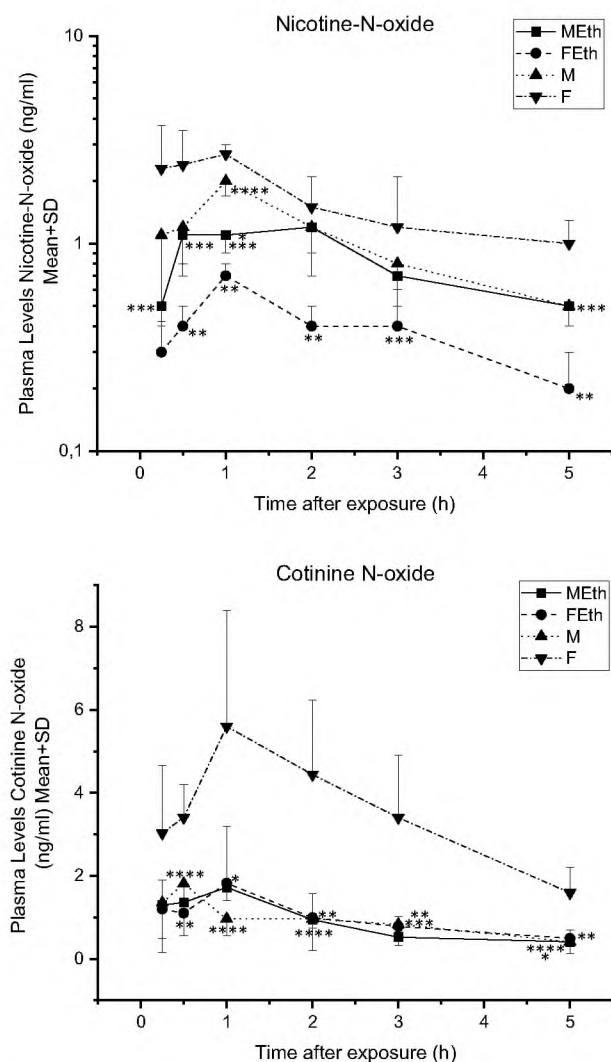 Nicotine-N-oxide
MEth
FEth
M
F
Plasma Levels Nicotine-N-oxide (ng/ml)
Mean+SD
10
1
0,1
***
***
**
****
*
***
**
**
***
***
**
0
1
2
3
4
5
Time after exposure (h)
Cotinine N-oxide
MEth
FEth
M
F
Plasma Levels Cotinine N-oxide
(ng/ml) Mean+SD
8
6
4
2
0
****
**
*
****
**
****
**
***
**
****
*
0
1
2
3
4
5
Time after exposure (h)